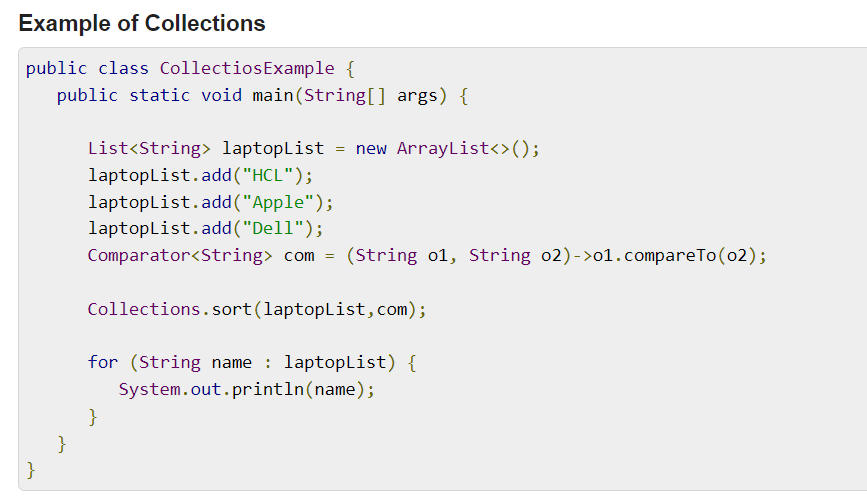 Example of Collections
public class CollectiosExample {
public static void main(String[] args) {
List<String> laptopList = new ArrayList<>();
laptopList.add("HCL");
laptopList.add("Apple");
laptopList.add("Dell");
Comparator<String> com = (String o1, String o2)->o1.compareTo(o2);
Collections.sort(laptopList,com);
for (String name : laptopList) {
System.out.println(name);
}
}
}